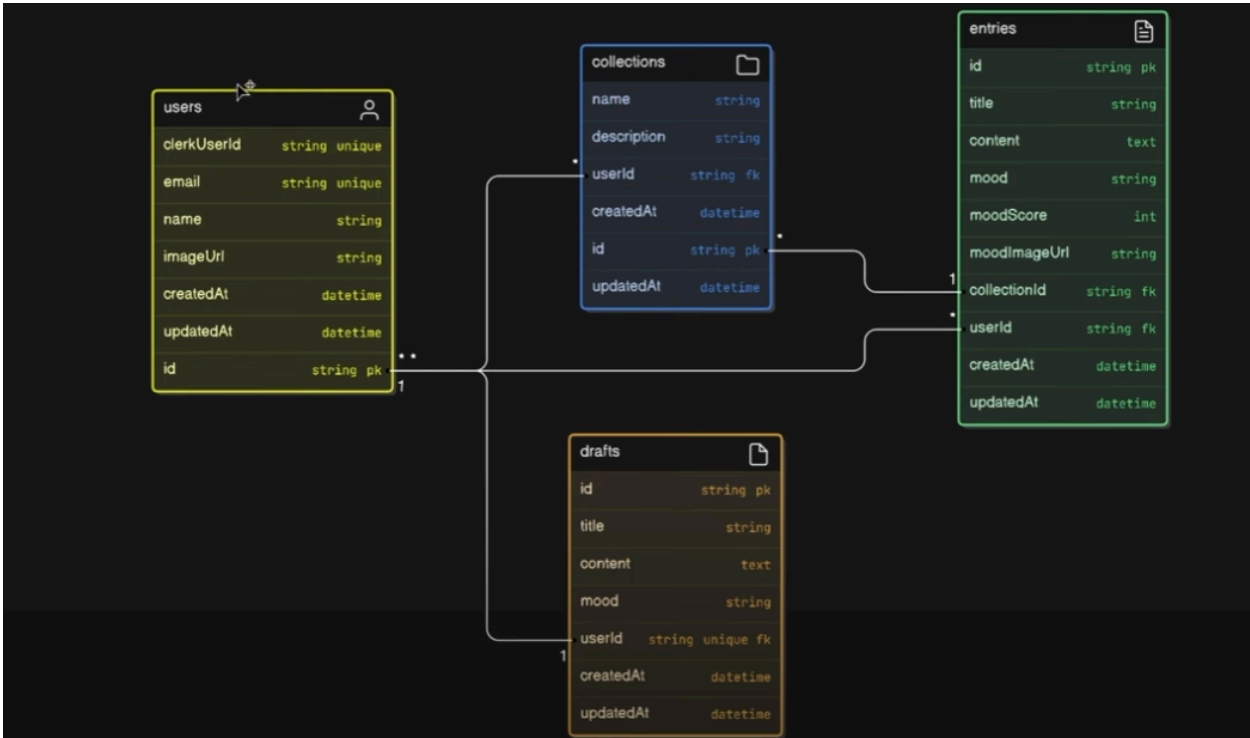 users
clerkUserId string unique
email string unique
name string
imageUrl string
createdAt datetime
updatedAt datetime
id string pk
* *
1
collections
name string
description string
*
userId string fk
createdAt datetime
*
id string pk
updatedAt datetime
entries
id string pk
title string
content text
mood string
moodScore int
moodImageUrl string
1
collectionId string fk
*
userId string fk
createdAt datetime
updatedAt datetime
drafts
id string pk
title string
content text
mood string
userId string unique fk
1
createdAt datetime
updatedAt datetime